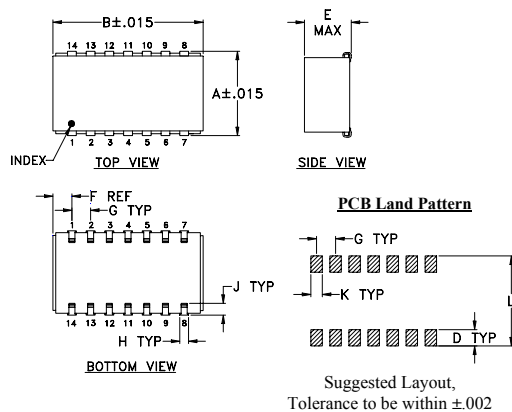 B±.015
E
MAX
14 13 12 11 10 9 8
A±.015
INDEX
1 2 3 4 5 6 7
TOP VIEW
SIDE VIEW
F REF
G TYP
1 2 3 4 5 6 7
J TYP
14 13 12 11 10 9 8
H TYP
BOTTOM VIEW
PCB Land Pattern
G TYP
K TYP
L
D TYP
Suggested Layout,
Tolerance to be within ±.002